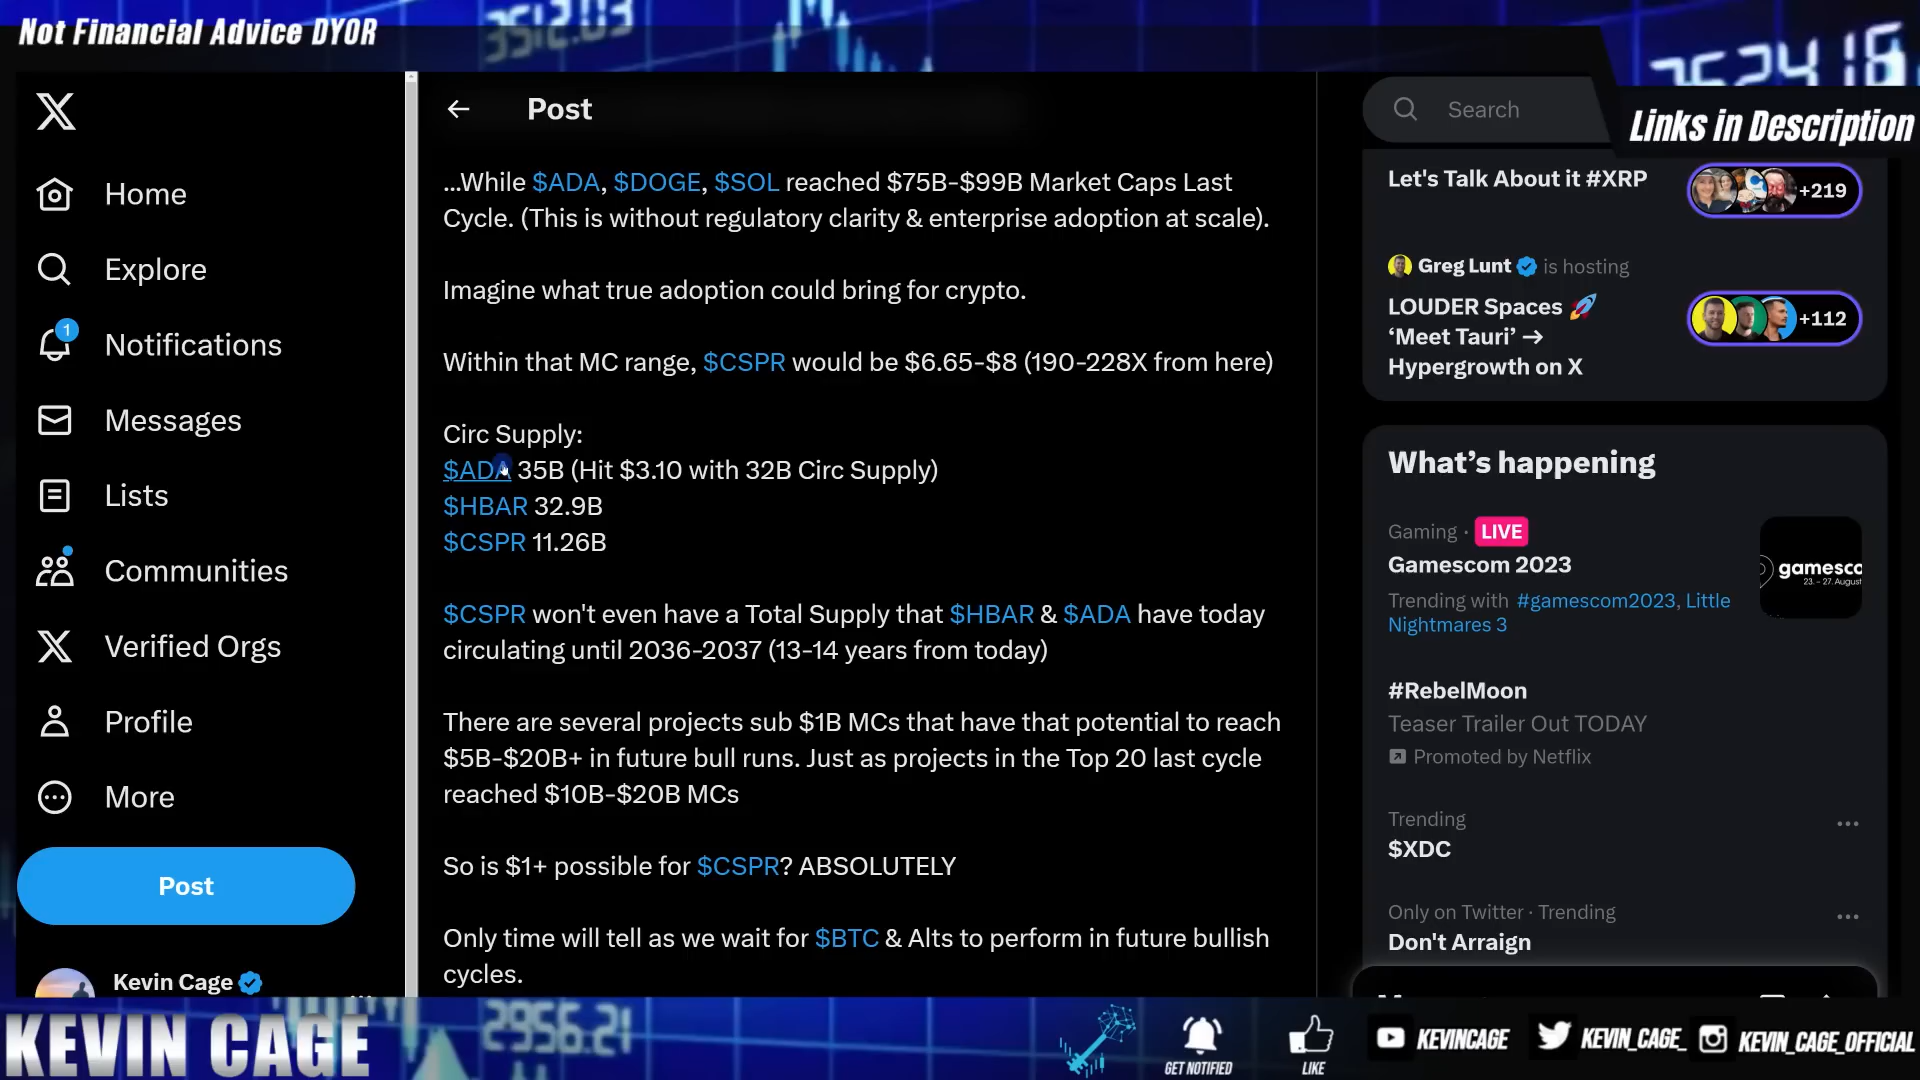 Not Financial Advice DYOR
3512.03
752416
Links in Description
Home
Explore
1
Notifications
Messages
Lists
Communities
Verified Orgs
Profile
More
Post
Kevin Cage
Post
...While $ADA, $DOGE, $SOL reached $75B-$99B Market Caps Last
Cycle. (This is without regulatory clarity & enterprise adoption at scale).
Imagine what true adoption could bring for crypto.
Within that MC range, $CSPR would be $6.65-$8 (190-228X from here)
Circ Supply:
$ADA 35B (Hit $3.10 with 32B Circ Supply)
$HBAR 32.9B
$CSPR 11.26B
$CSPR won't even have a Total Supply that $HBAR & $ADA have today
circulating until 2036-2037 (13-14 years from today)
There are several projects sub $1B MCs that have that potential to reach
$5B-$20B+ in future bull runs. Just as projects in the Top 20 last cycle
reached $10B-$20B MCs
So is $1+ possible for $CSPR? ABSOLUTELY
Only time will tell as we wait for $BTC & Alts to perform in future bullish
cycles.
Search
Let's Talk About it #XRP
+219
Greg Lunt is hosting
LOUDER Spaces 🚀
‘Meet Tauri’ →
Hypergrowth on X
+112
What’s happening
Gaming · LIVE
Gamescom 2023
Trending with #gamescom2023, Little
Nightmares 3
gamesco
23. - 27. August
#RebelMoon
Teaser Trailer Out TODAY
Promoted by Netflix
Trending
$XDC
Only on Twitter · Trending
Don't Arraign
KEVIN CAGE
2956.21
GET NOTIFIED
LIKE
KEVINCAGE
KEVIN_CAGE_
KEVIN_CAGE_OFFICIAL